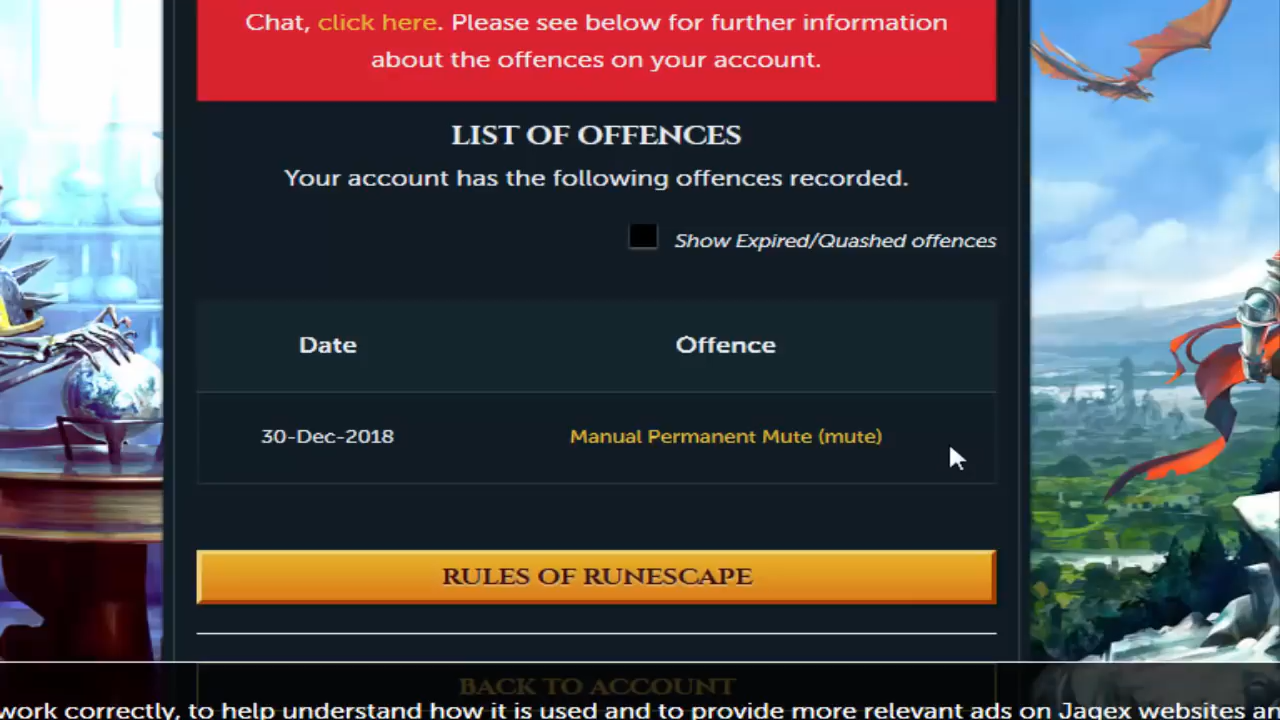 Chat, click here. Please see below for further information
about the offences on your account.
LIST OF OFFENCES
Your account has the following offences recorded.
Show Expired/Quashed offences
Date Offence
30-Dec-2018 Manual Permanent Mute (mute)
RULES OF RUNESCAPE
BACK TO ACCOUNT
work correctly, to help understand how it is used and to provide more relevant ads on Jagex websites an